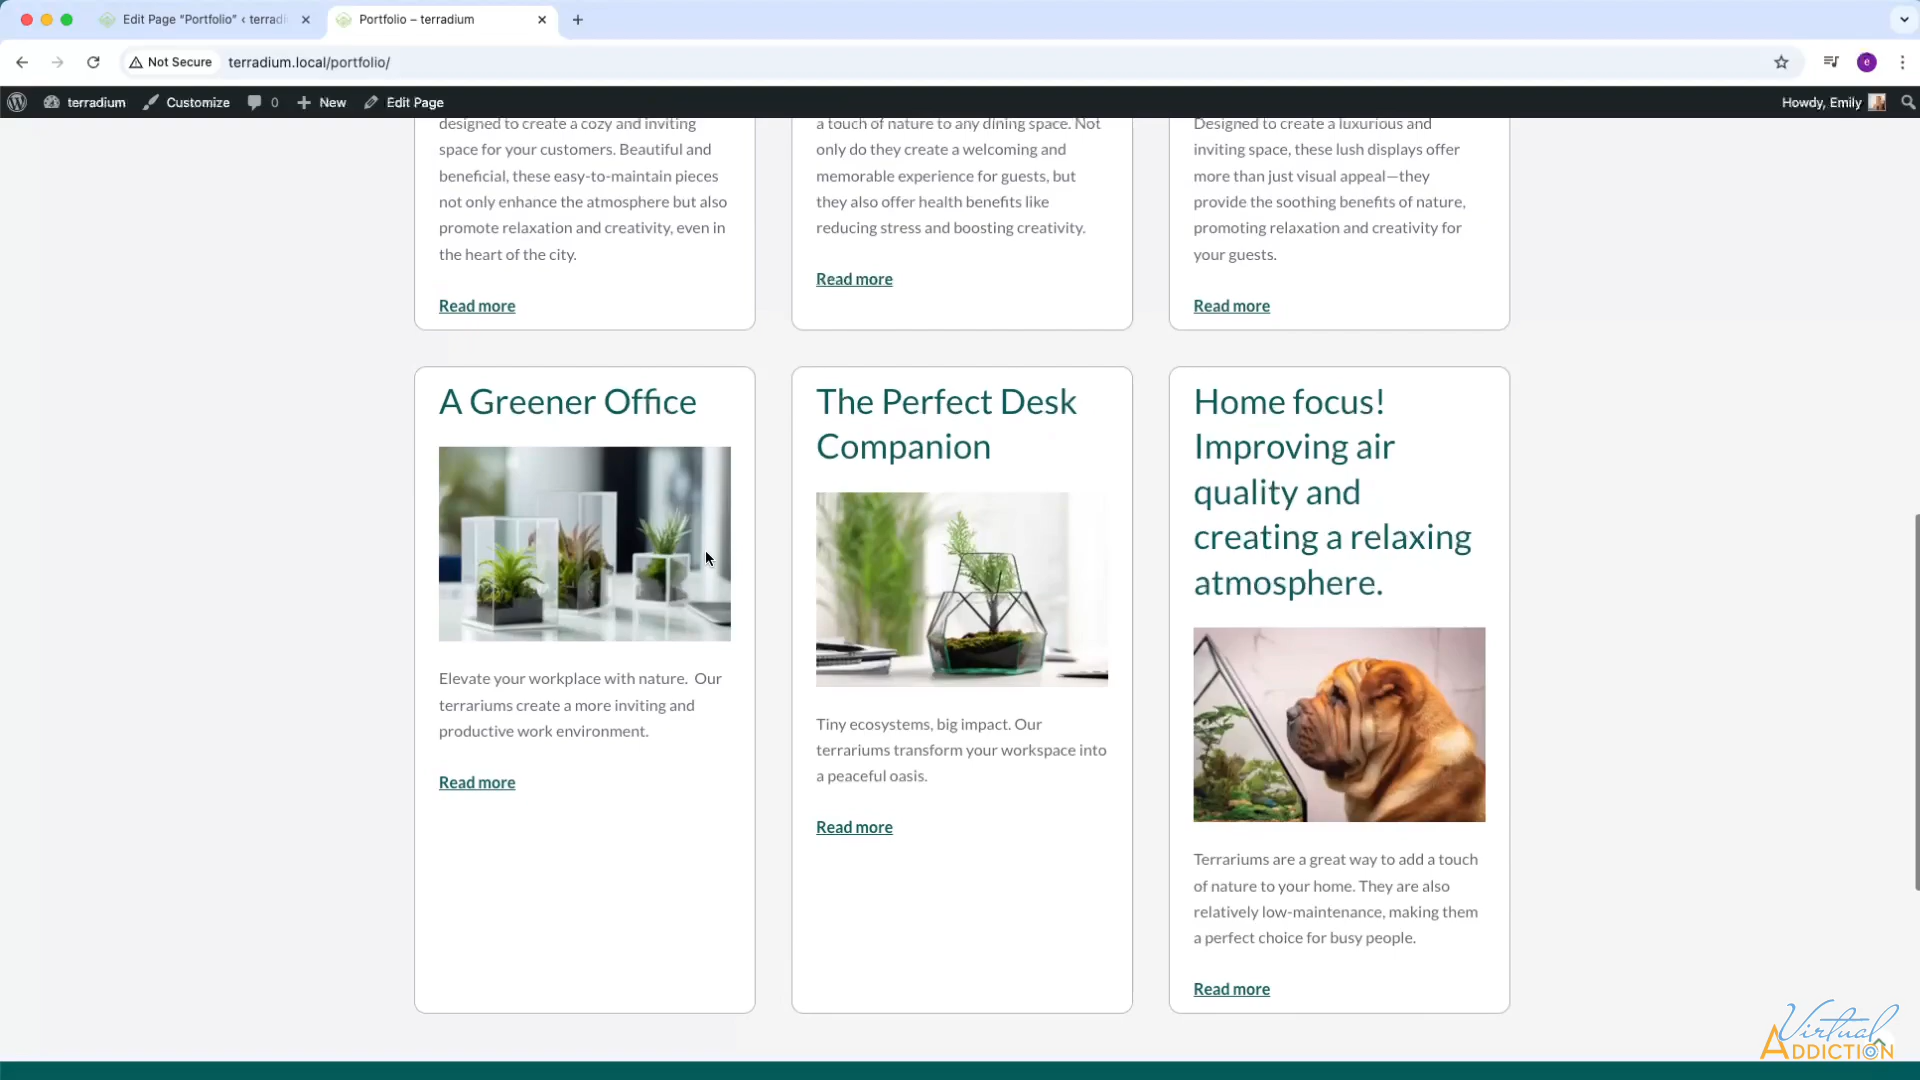 Edit Page “Portfolio” ‹ terradi
Portfolio – terradium
Not Secure
terradium.local/portfolio/
e
terradium
Customize
0
New
Edit Page
Howdy, Emily
designed to create a cozy and inviting
space for your customers. Beautiful and
beneficial, these easy-to-maintain pieces
not only enhance the atmosphere but also
promote relaxation and creativity, even in
the heart of the city.
Read more
a touch of nature to any dining space. Not
only do they create a welcoming and
memorable experience for guests, but
they also offer health benefits like
reducing stress and boosting creativity.
Read more
Designed to create a luxurious and
inviting space, these lush displays offer
more than just visual appeal—they
provide the soothing benefits of nature,
promoting relaxation and creativity for
your guests.
Read more
A Greener Office
Elevate your workplace with nature.  Our
terrariums create a more inviting and
productive work environment.
Read more
The Perfect Desk
Companion
Tiny ecosystems, big impact. Our
terrariums transform your workspace into
a peaceful oasis.
Read more
Home focus!
Improving air
quality and
creating a relaxing
atmosphere.
Terrariums are a great way to add a touch
of nature to your home. They are also
relatively low-maintenance, making them
a perfect choice for busy people.
Read more
Virtual
ADDICTION